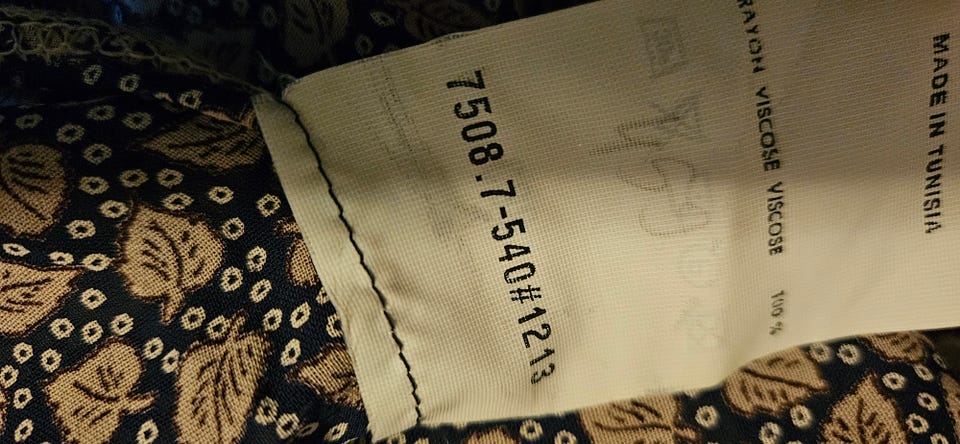 MADE IN TUNISIA
RAYON VISCOSE VISCOSE 100 %
7508.7-540#1213